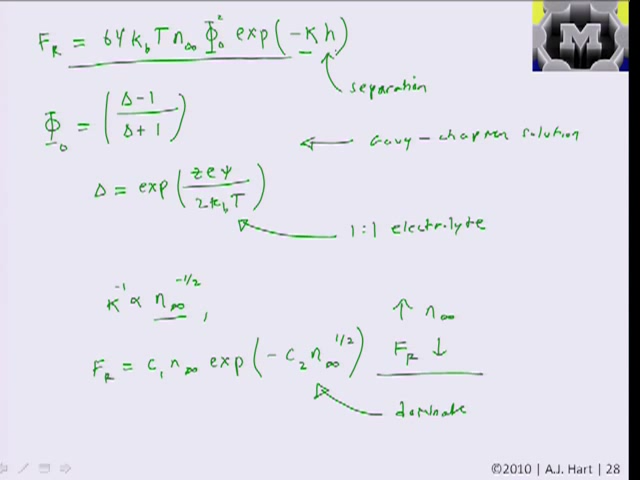 F_R = 64 k_b T n_∞ Φ_0^2 exp(-κh)
separation
Φ_0 = (Δ-1 / Δ+1)
Gouy-chapman solution
Δ = exp(zeψ / 2k_bT)
1:1 electrolyte
κ^-1 ∝ n_∞^-1/2,
↑ n_∞
F_R = c_1 n_∞ exp(-c_2 n_∞^1/2)
F_R ↓
dominate
©2010 | A.J. Hart | 28
M